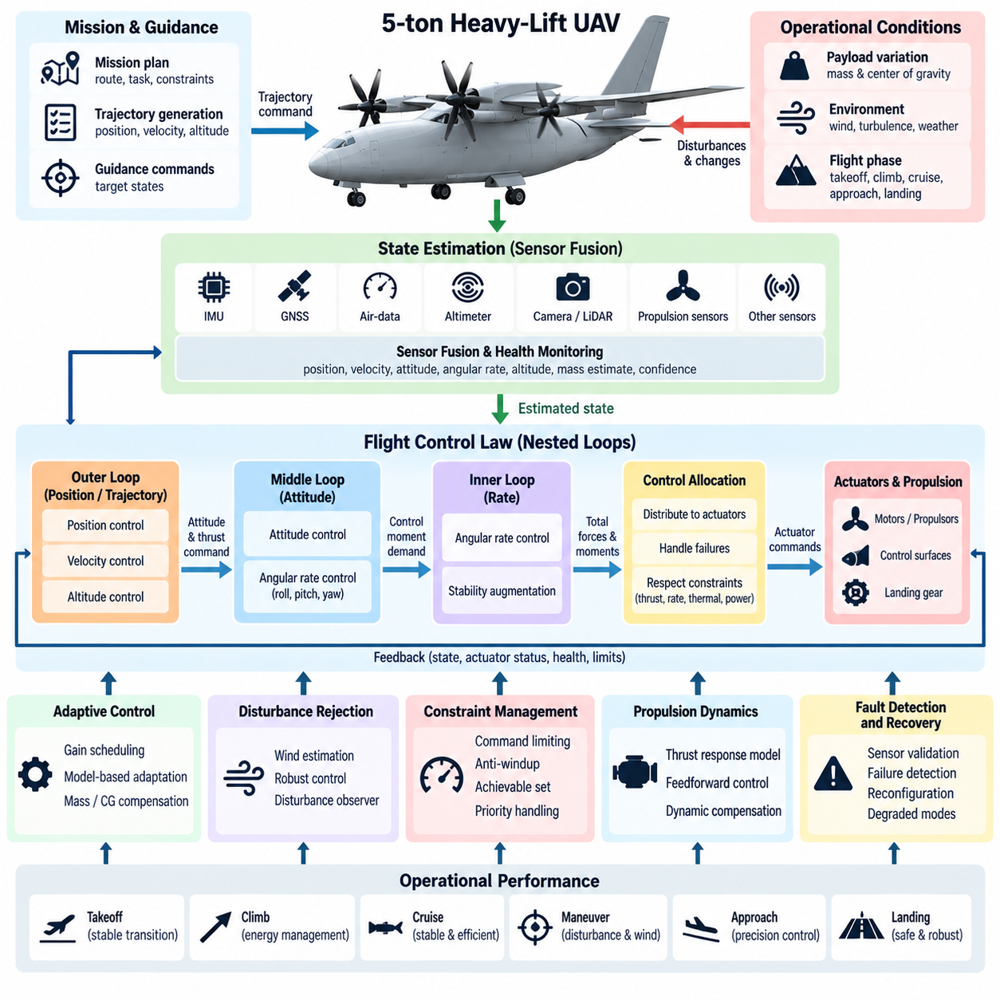 5-ton Heavy-Lift UAV
Mission & Guidance
Mission plan
route, task, constraints
Trajectory generation
position, velocity, altitude
Guidance commands
target states
Trajectory
command
Operational Conditions
Payload variation
mass & center of gravity
Environment
wind, turbulence, weather
Flight phase
takeoff, climb, cruise,
approach, landing
Disturbances
& changes
State Estimation (Sensor Fusion)
IMU
GNSS
Air-data
Altimeter
Camera / LiDAR
Propulsion sensors
Other sensors
Sensor Fusion & Health Monitoring
position, velocity, attitude, angular rate, altitude, mass estimate, confidence
Estimated state
Flight Control Law (Nested Loops)
Outer Loop
(Position / Trajectory)
Position control
Velocity control
Altitude control
Attitude
& thrust
command
Middle Loop
(Attitude)
Attitude control
Angular rate control
(roll, pitch, yaw)
Control
moment
demand
Inner Loop
(Rate)
Angular rate control
Stability augmentation
Total
forces &
moments
Control Allocation
Distribute to actuators
Handle failures
Respect constraints
(thrust, rate, thermal, power)
Actuator
commands
Actuators & Propulsion
Motors / Propulsors
Control surfaces
Landing gear
Feedback (state, actuator status, health, limits)
Adaptive Control
Gain scheduling
Model-based adaptation
Mass / CG compensation
Disturbance Rejection
Wind estimation
Robust control
Disturbance observer
Constraint Management
Command limiting
Anti-windup
Achievable set
Priority handling
Propulsion Dynamics
Thrust response model
Feedforward control
Dynamic compensation
Fault Detection
and Recovery
Sensor validation
Failure detection
Reconfiguration
Degraded modes
Operational Performance
Takeoff
(stable transition)
Climb
(energy management)
Cruise
(stable & efficient)
Maneuver
(disturbance & wind)
Approach
(precision control)
Landing
(safe & robust)